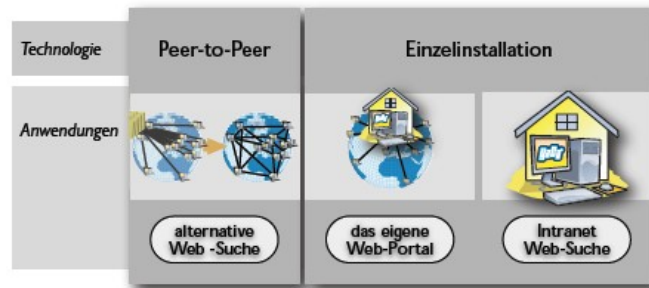 Technologie
Peer-to-Peer
Einzelinstallation
Anwendungen
alternative
Web -Suche
das eigene
Web-Portal
Intranet
Web-Suche